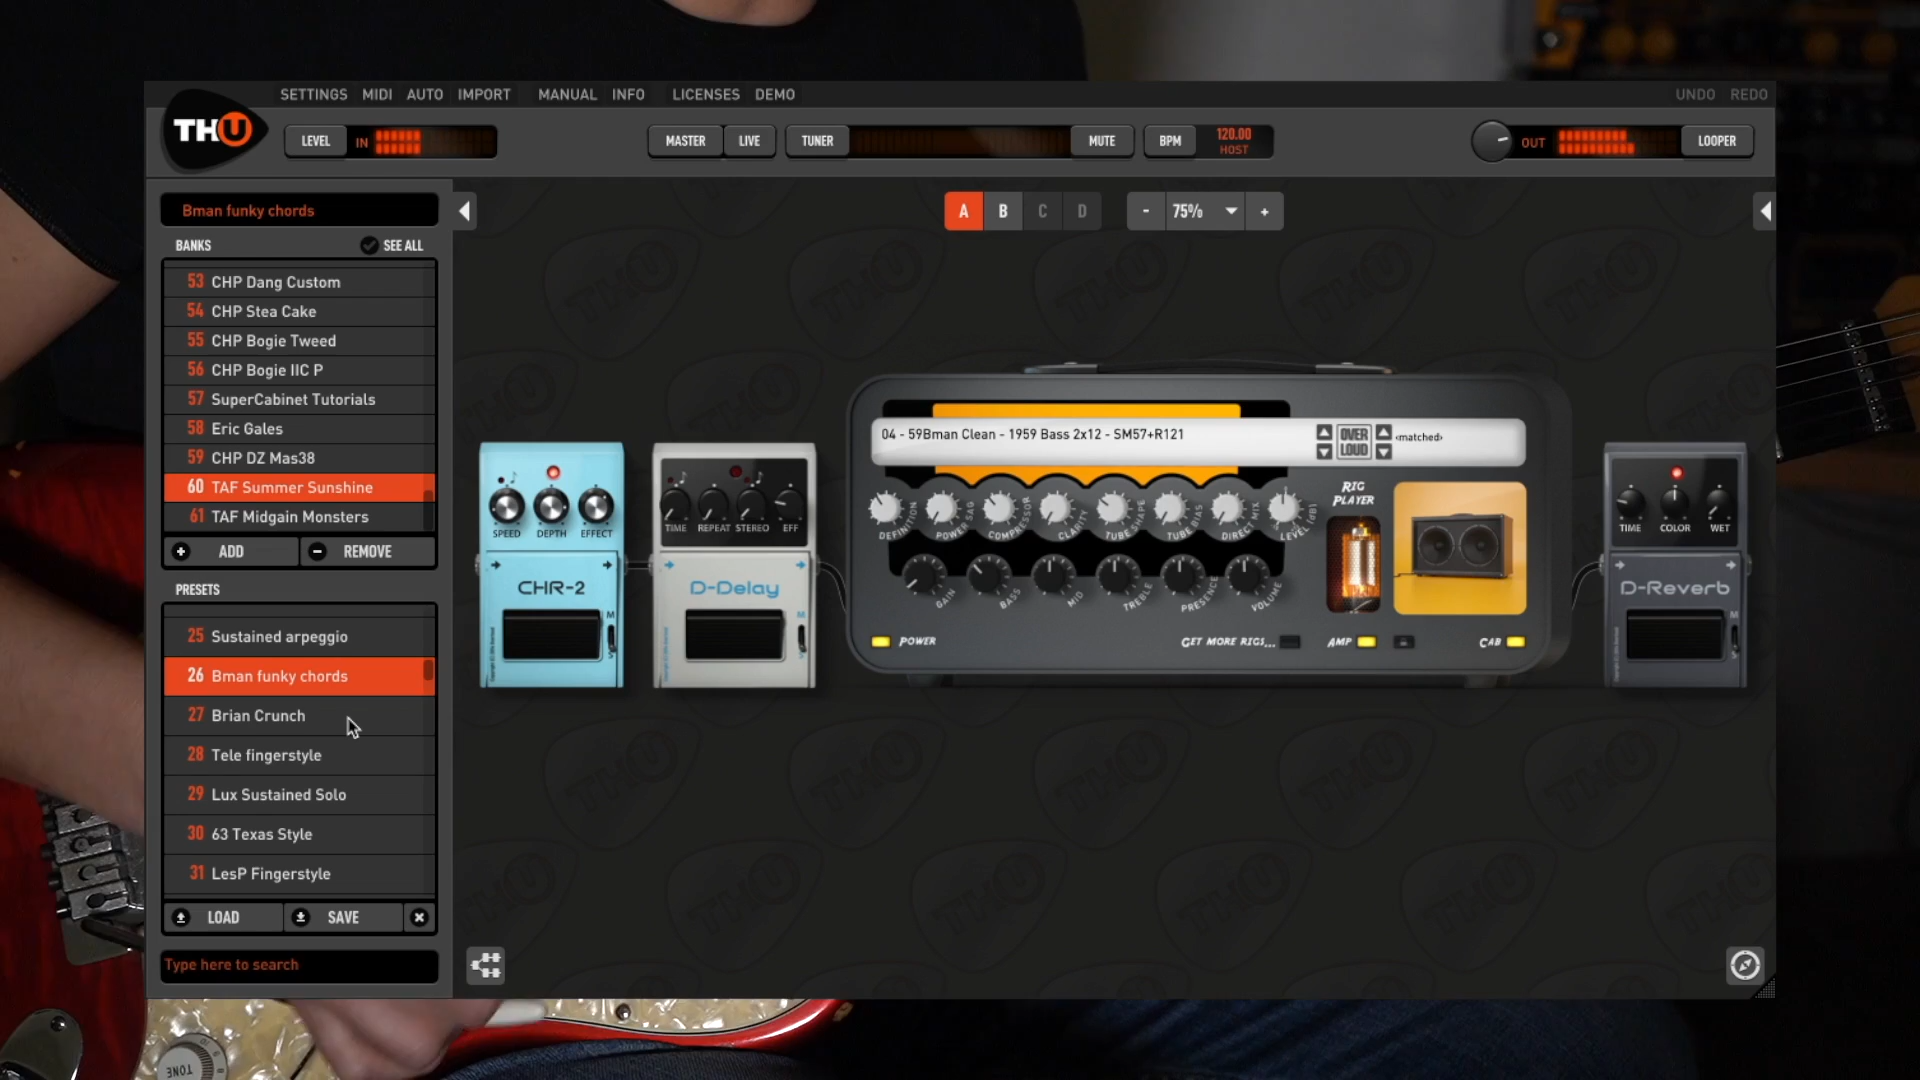 SETTINGS MIDI AUTO IMPORT MANUAL INFO LICENSES DEMO UNDO REDO
THU
LEVEL IN MASTER LIVE TUNER MUTE BPM 120.00 HOST OUT LOOPER
Bman funky chords
A B C D - 75% +
BANKS SEE ALL
53 CHP Dang Custom
54 CHP Stea Cake
55 CHP Bogie Tweed
56 CHP Bogie IIC P
57 SuperCabinet Tutorials
58 Eric Gales
59 CHP DZ Mas38
60 TAF Summer Sunshine
61 TAF Midgain Monsters
+ ADD - REMOVE
PRESETS
25 Sustained arpeggio
26 Bman funky chords
27 Brian Crunch
28 Tele fingerstyle
29 Lux Sustained Solo
30 63 Texas Style
31 LesP Fingerstyle
LOAD SAVE
Type here to search
SPEED DEPTH EFFECT
CHR-2
M
TIME REPEAT STEREO EFF
D-Delay
M
04 - 59Bman Clean - 1959 Bass 2x12 - SM57+R121
OVER LOUD
<matched>
DEFINITION POWER SAG COMPRESSOR CLARITY TUBE SHAPE TUBE BIAS DIRECT MIX LEVEL [dB]
RIG PLAYER
GAIN BASS MID TREBLE PRESENCE VOLUME
POWER GET MORE RIGS... AMP CAB
TIME COLOR WET
D-Reverb
M
TONE